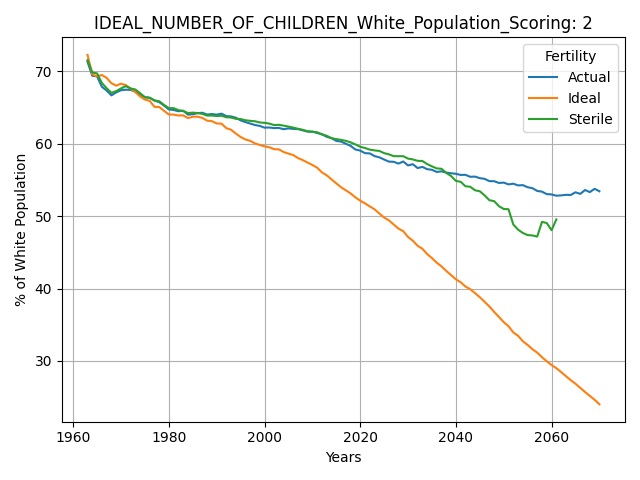 IDEAL_NUMBER_OF_CHILDREN_White_Population_Scoring: 2
Fertility
Actual
Ideal
Sterile
% of White Population
70
60
50
40
30
1960
1980
2000
2020
2040
2060
Years